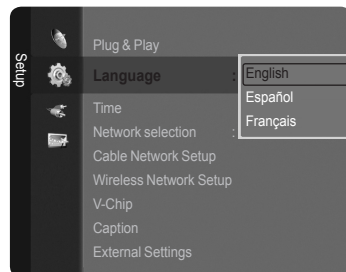 Setup
Plug & Play
Language : English
Español
Français
Time
Network selection :
Cable Network Setup
Wireless Network Setup
V-Chip
Caption
External Settings